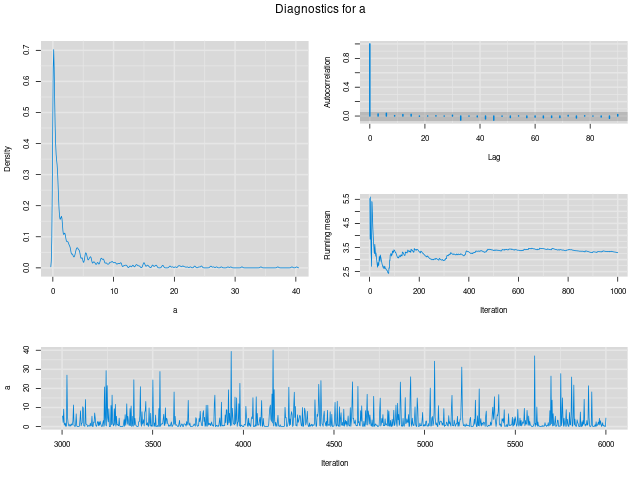 Diagnostics for a
Density
0.0 0.1 0.2 0.3 0.4 0.5 0.6 0.7
0 10 20 30 40
a
Autocorrelation
0.0 0.4 0.8
0 20 40 60 80
Lag
Running mean
2.5 3.5 4.5 5.5
0 200 400 600 800 1000
Iteration
a
0 10 20 30 40
3000 3500 4000 4500 5000 5500 6000
Iteration